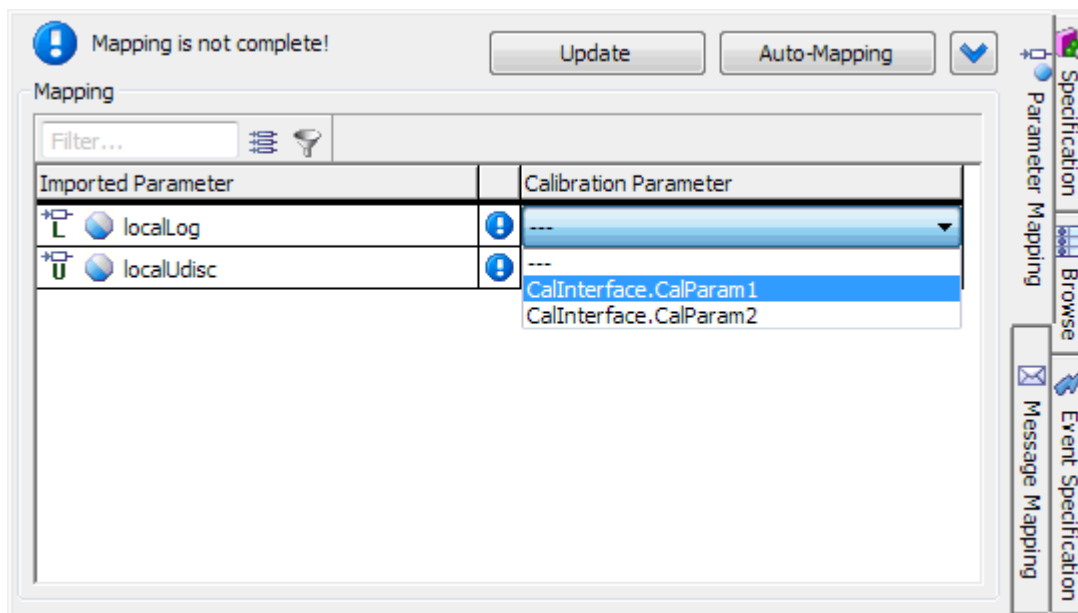 Mapping is not complete!
Update
Auto-Mapping
Mapping
Filter...
Imported Parameter
Calibration Parameter
L localLog
---
U localUdisc
---
CalInterface.CalParam1
CalInterface.CalParam2
Parameter Mapping
Message Mapping
Specification
Browse
Event Specification